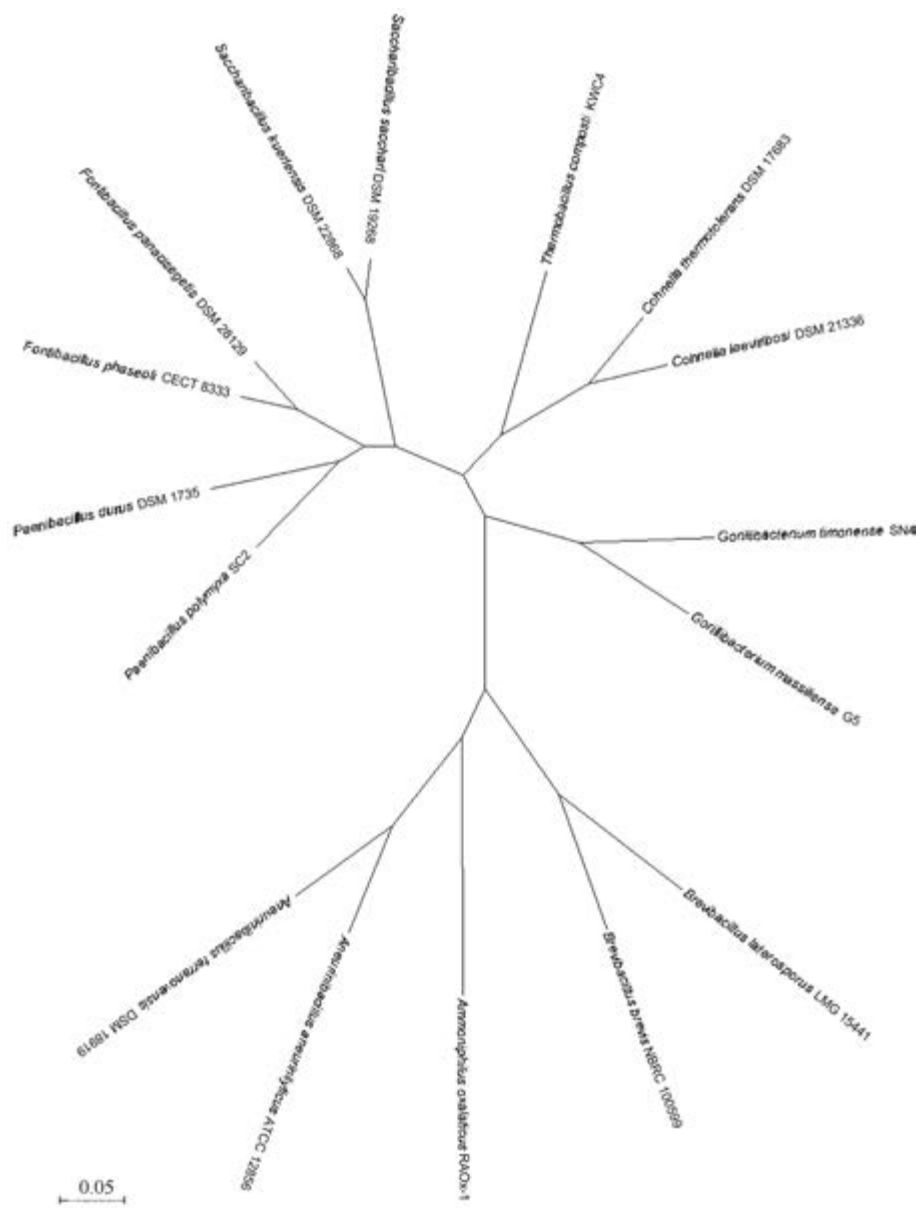 Saccharibacillus sacchari DSM 19268
Saccharibacillus kuerlensis DSM 22868
Thermobacillus composti KWC4
Cohnella thermotolerans DSM 17683
Fontibacillus panacisegetis DSM 28129
Cohnella laeviribosi DSM 21336
Fontibacillus phaseoli CECT 8333
Paenibacillus durus DSM 1735
Gorillibacterium timonense SN4
Paenibacillus polymyxa SC2
Gorillibacterium massiliense G5
Aneurinibacillus terranovensis DSM 18919
Brevibacillus laterosporus LMG 15441
Aneurinibacillus aneurinilyticus ATCC 12856
Brevibacillus brevis NBRC 100599
Ammoniphilus oxalaticus RAOx-1
0.05